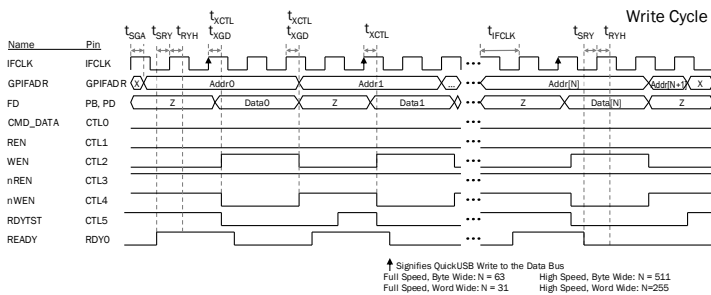 Write Cycle
tXCTL tXCTL
tSGA tSRY tRYH tXGD tXGD tXCTL tIFCLK tSRY tRYH
Name Pin
IFCLK IFCLK
GPIFADR GPIFADR X Addr0 Addr1 ... Addr[N] Addr[N+1] X
FD PB, PD Z Data0 Z Data1 Z Data[N] Z
CMD_DATA CTL0
REN CTL1
WEN CTL2
nREN CTL3
nWEN CTL4
RDYTST CTL5
READY RDY0
Signifies QuickUSB Write to the Data Bus
Full Speed, Byte Wide: N = 63 High Speed, Byte Wide: N = 511
Full Speed, Word Wide: N = 31 High Speed, Word Wide: N=255